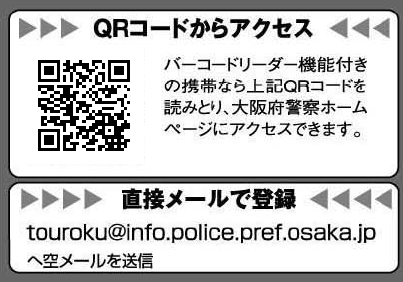 QRコードからアクセス
バーコードリーダー機能付き
の携帯なら上記QRコードを
読みとり、大阪府警察ホーム
ページにアクセスできます。
直接メールで登録
touroku@info.police.pref.osaka.jp
へ空メールを送信